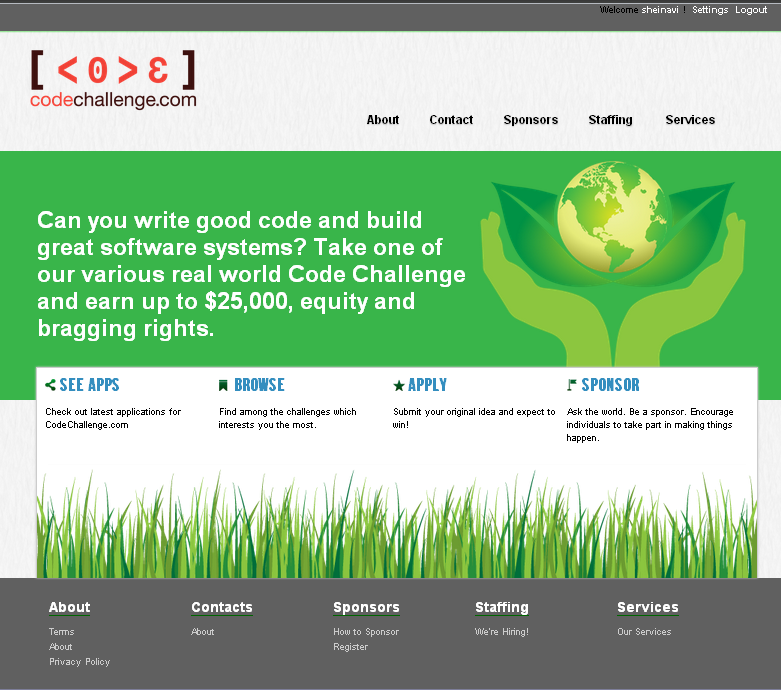 Welcome sheinavi ! Settings Logout
[ <0>3 ]
codechallenge.com
About Contact Sponsors Staffing Services
Can you write good code and build
great software systems? Take one of
our various real world Code Challenge
and earn up to $25,000, equity and
bragging rights.
SEE APPS
Check out latest applications for
CodeChallenge.com
BROWSE
Find among the challenges which
interests you the most.
APPLY
Submit your original idea and expect to
win!
SPONSOR
Ask the world. Be a sponsor. Encourage
individuals to take part in making things
happen.
About
Terms
About
Privacy Policy
Contacts
About
Sponsors
How to Sponsor
Register
Staffing
We're Hiring!
Services
Our Services